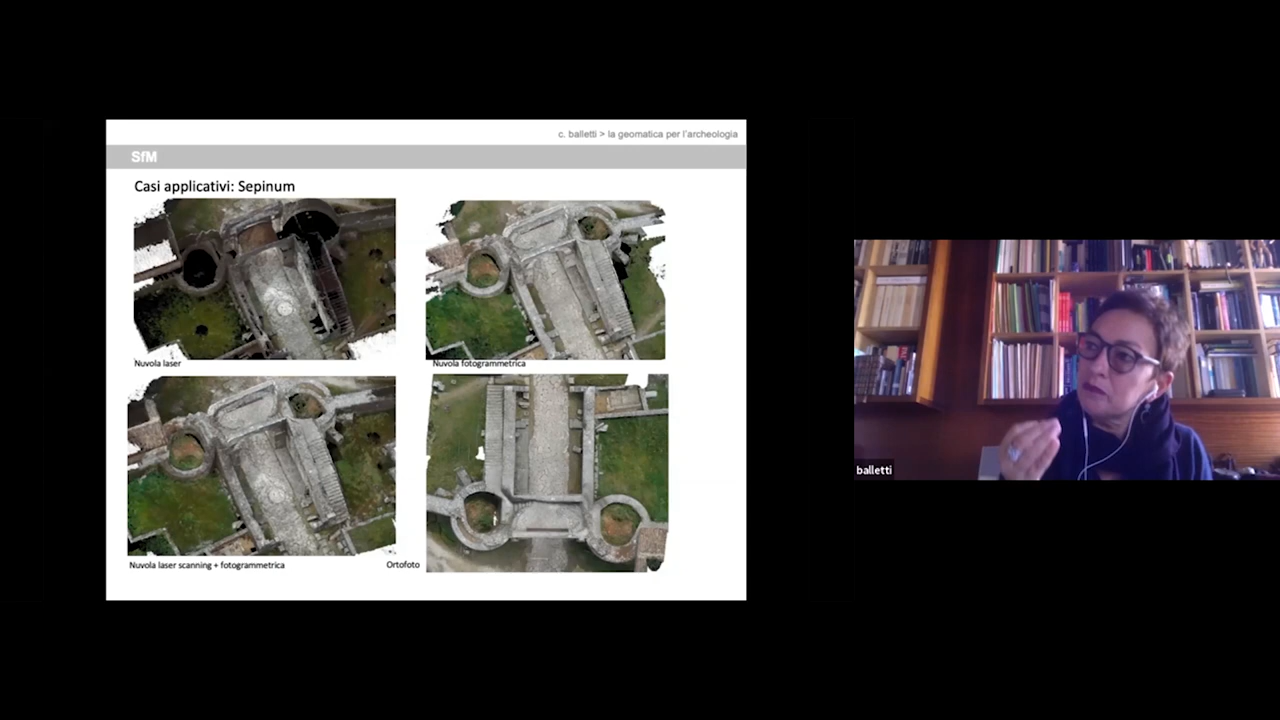 c. balletti > la geomatica per l'archeologia
SfM
Casi applicativi: Sepinum
Nuvola laser
Nuvola fotogrammetrica
Nuvola laser scanning + fotogrammetrica
Ortofoto
balletti